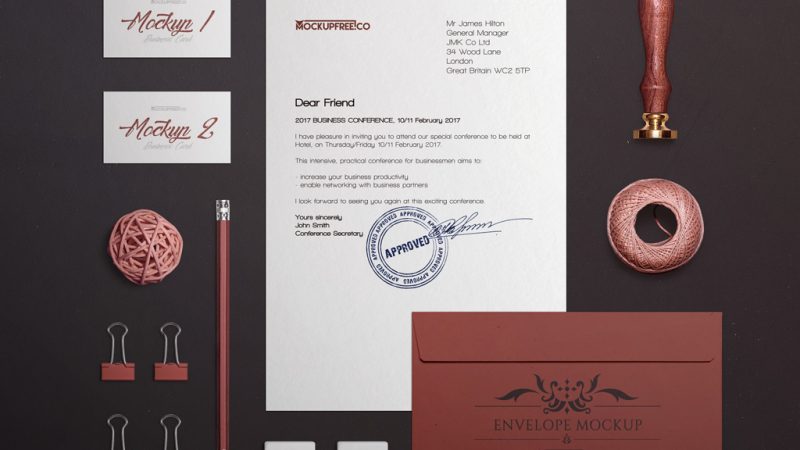 Mockup 1
Business Card
MOCKUPFREE.CO
Mockup 2
Business Card
MOCKUPFREE!CO
Mr James Hilton
General Manager
JMK Co Ltd
34 Wood Lane
London
Great Britain WC2 5TP
Dear Friend
2017 BUSINESS CONFERENCE, 10/11 February 2017
I have pleasure in inviting you to attend our special conference to be held at
Hotel, on Thursday/Friday 10/11 February 2017.
This intensive, practical conference for businessmen aims to:
- increase your business productivity
- enable networking with business partners
I look forward to seeing you again at this exciting conference.
Yours sincerely
John Smith
Conference Secretary
APPROVED APPROVED APPROVED APPROVED APPROVED APPROVED
APPROVED
ENVELOPE MOCKUP